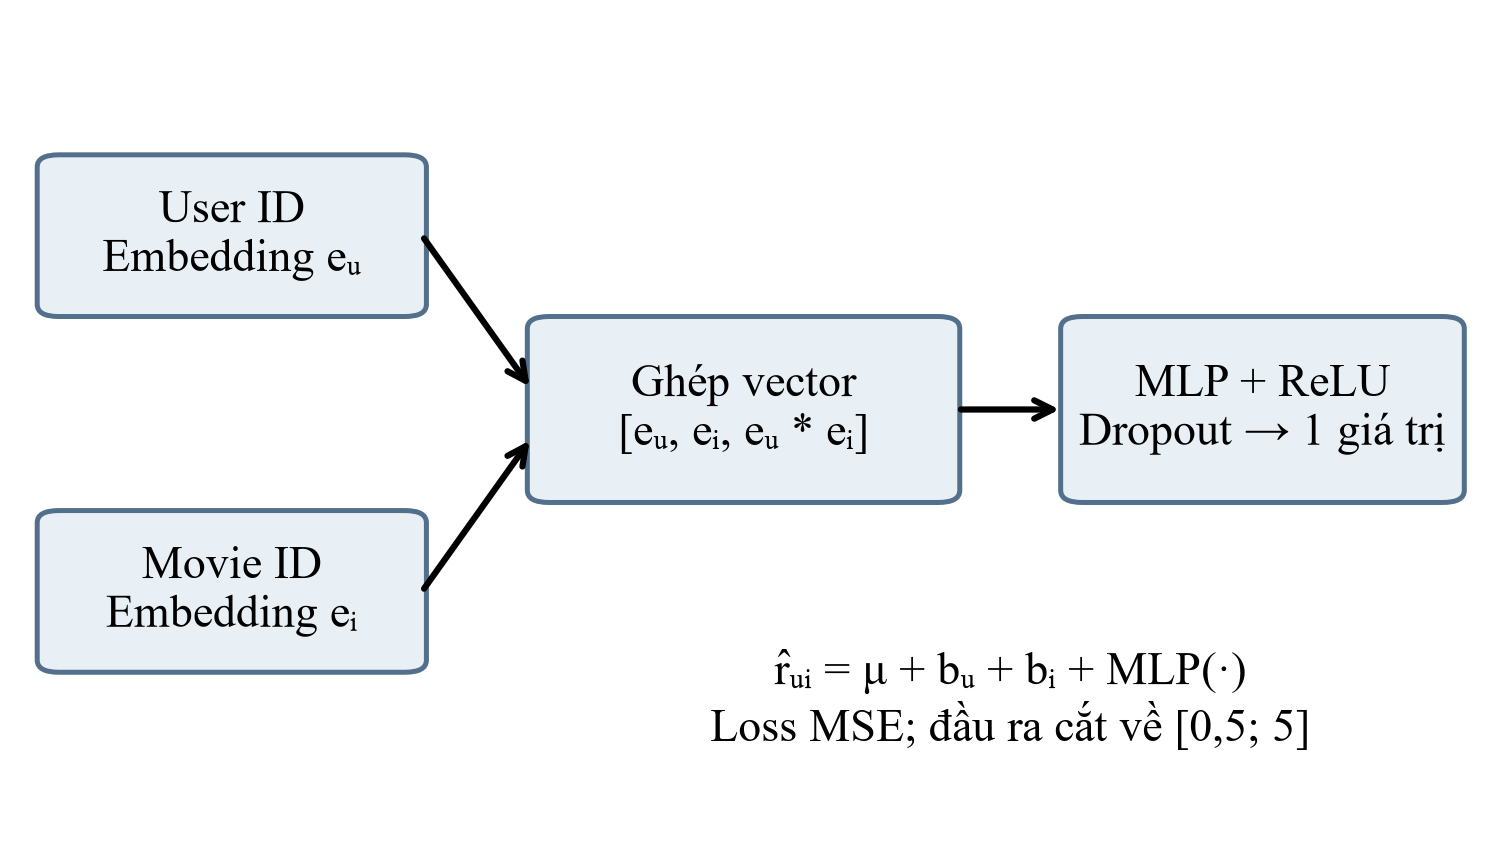 User ID
Embedding eᵤ
Movie ID
Embedding eᵢ
Ghép vector
[eᵤ, eᵢ, eᵤ * eᵢ]
MLP + ReLU
Dropout → 1 giá trị
r̂ᵤᵢ = μ + bᵤ + bᵢ + MLP(·)
Loss MSE; đầu ra cắt về [0,5; 5]